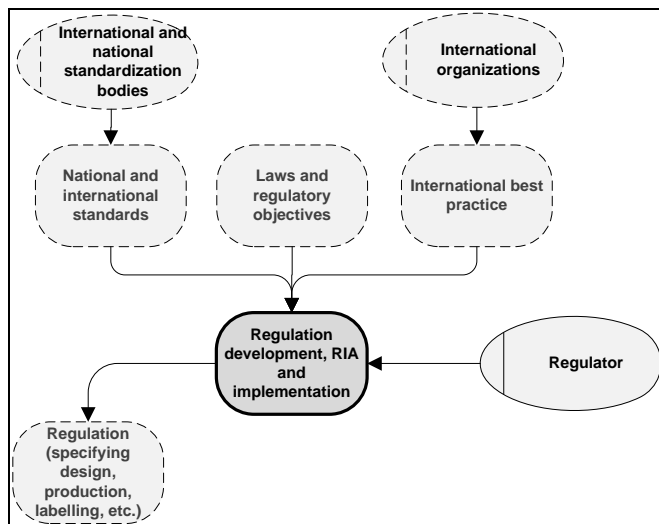 International and
national
standardization
bodies
International
organizations
National and
international
standards
Laws and
regulatory
objectives
International best
practice
Regulation
development, RIA
and
implementation
Regulator
Regulation
(specifying
design,
production,
labelling, etc.)